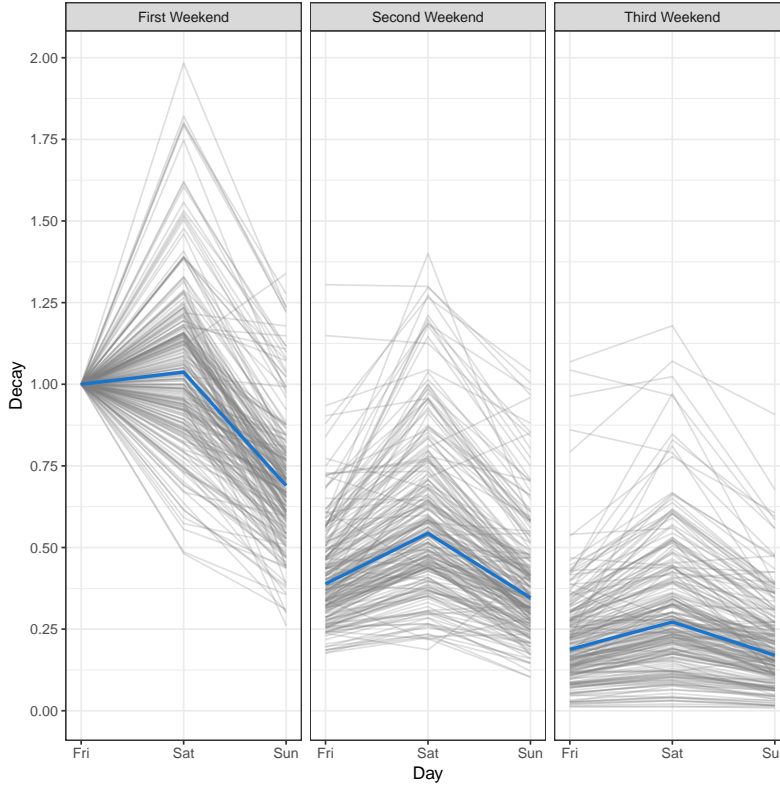 First Weekend
Second Weekend
Third Weekend
2.00
1.75
1.50
1.25
1.00
0.75
0.50
0.25
0.00
Decay
Fri Sat Sun
Fri Sat Sun
Fri Sat Su
Day